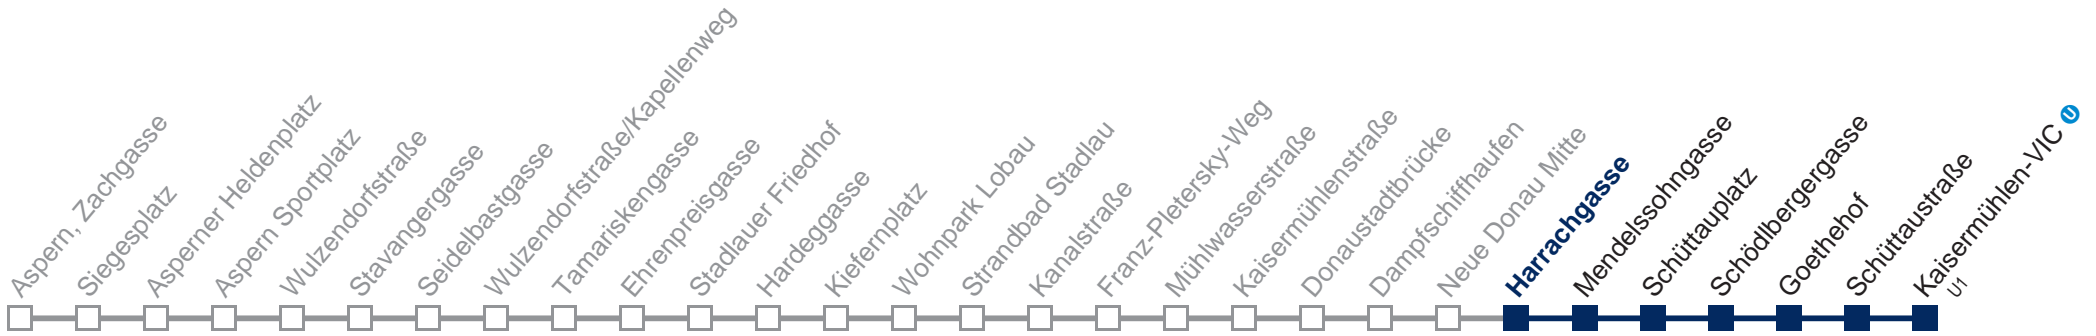 Aspern, Zachgasse
Siegesplatz
Asperner Heldenplatz
Aspern Sportplatz
Wulzendorfstraße
Stavangergasse
Seidelbastgasse
Wulzendorfstraße/Kapellenweg
Tamariskengasse
Ehrenpreisgasse
Stadlauer Friedhof
Hardeggasse
Kiefernplatz
Wohnpark Lobau
Strandbad Stadlau
Kanalstraße
Franz-Pletersky-Weg
Mühlwasserstraße
Kaisermühlenstraße
Donaustadtbrücke
Dampfschiffhaufen
Neue Donau Mitte
Harrachgasse
Mendelssohngasse
Schüttauplatz
Schödlbergergasse
Goethehof
Schüttaustraße
Kaisermühlen-VIC U
U1